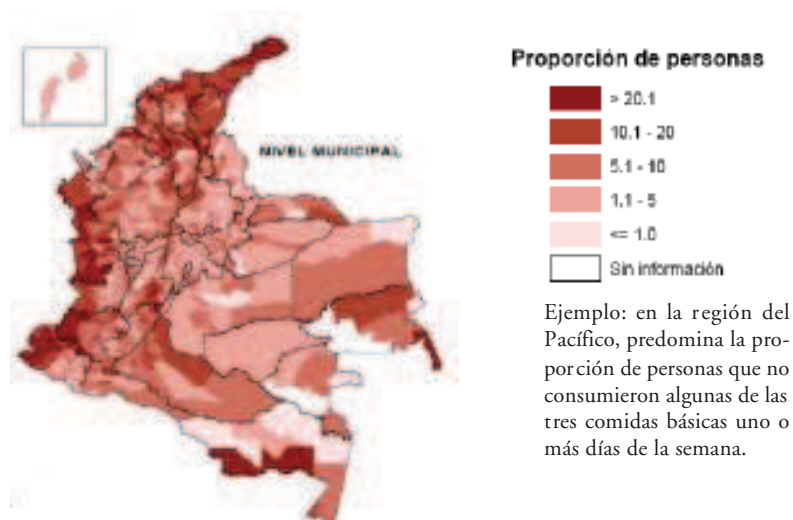 Proporción de personas
> 20.1
NIVEL MUNICIPAL
10.1 - 20
5.1 - 10
1.1 - 5
<= 1.0
Sin información
Ejemplo: en la región del
Pacífico, predomina la pro-
porción de personas que no
consumieron algunas de las
tres comidas básicas uno o
más días de la semana.